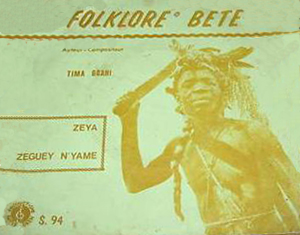 FOLKLORE BETE
Auteur - Compositeur
TIMA GBAHI
ZEYA
ZEGUEY N'YAME
S. 94